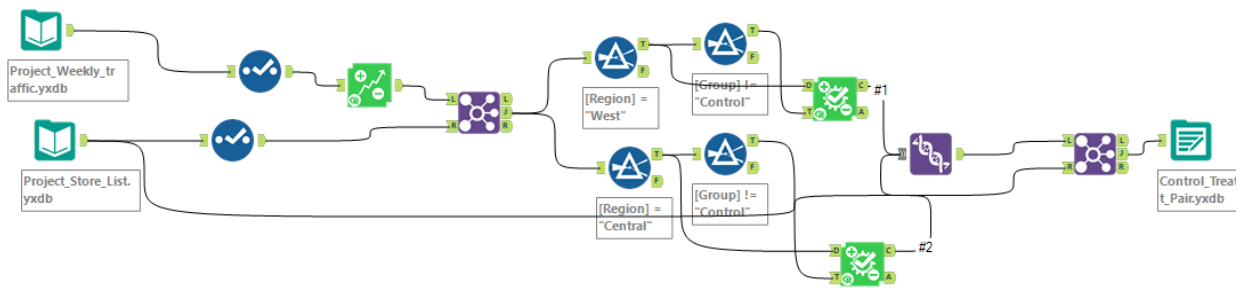 Project_Weekly_tr
affic.yxdb
Project_Store_List.
yxdb
L
R
L
J
R
T
F
[Region] =
"West"
T
F
[Group] !=
"Control"
D
T
C
A
#1
T
F
[Region] =
"Central"
T
F
[Group] !=
"Control"
D
T
C
A
#2
L
R
L
J
R
Control_Treat
t_Pair.yxdb